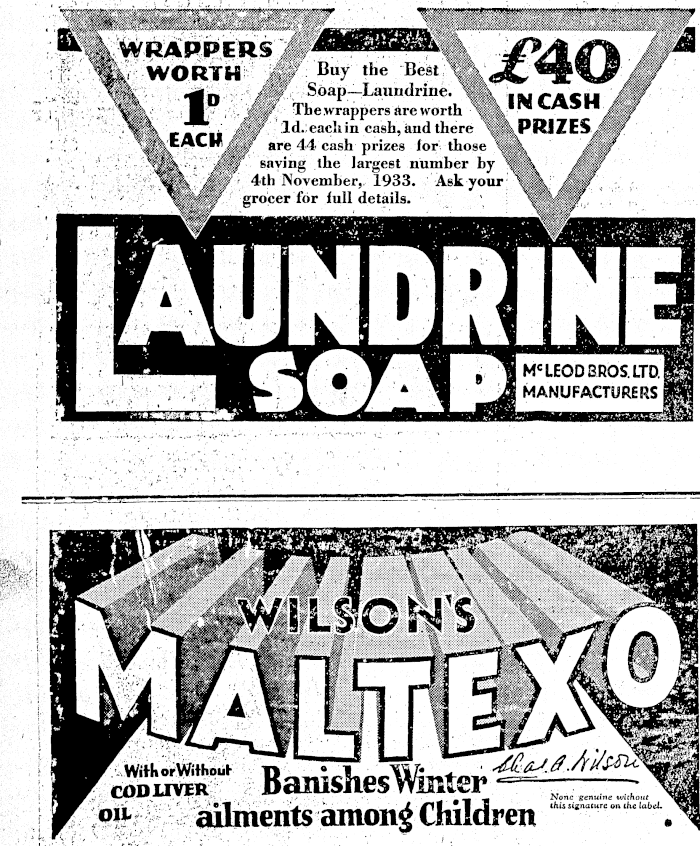 WRAPPERS
WORTH
1D
EACH
Buy the Best
Soap—Laundrine.
The wrappers are worth
1d. each in cash, and there
are 44 cash prizes for those
saving the largest number by
4th November, 1933. Ask your
grocer for full details.
£40
IN CASH
PRIZES
LAUNDRINE
SOAP
McLEOD BROS. LTD.
MANUFACTURERS
WILSON'S
MALTEXO
With or Without
COD LIVER
OIL
Banishes Winter
ailments among Children
Chas. A. Wilson
None genuine without
this signature on the label.